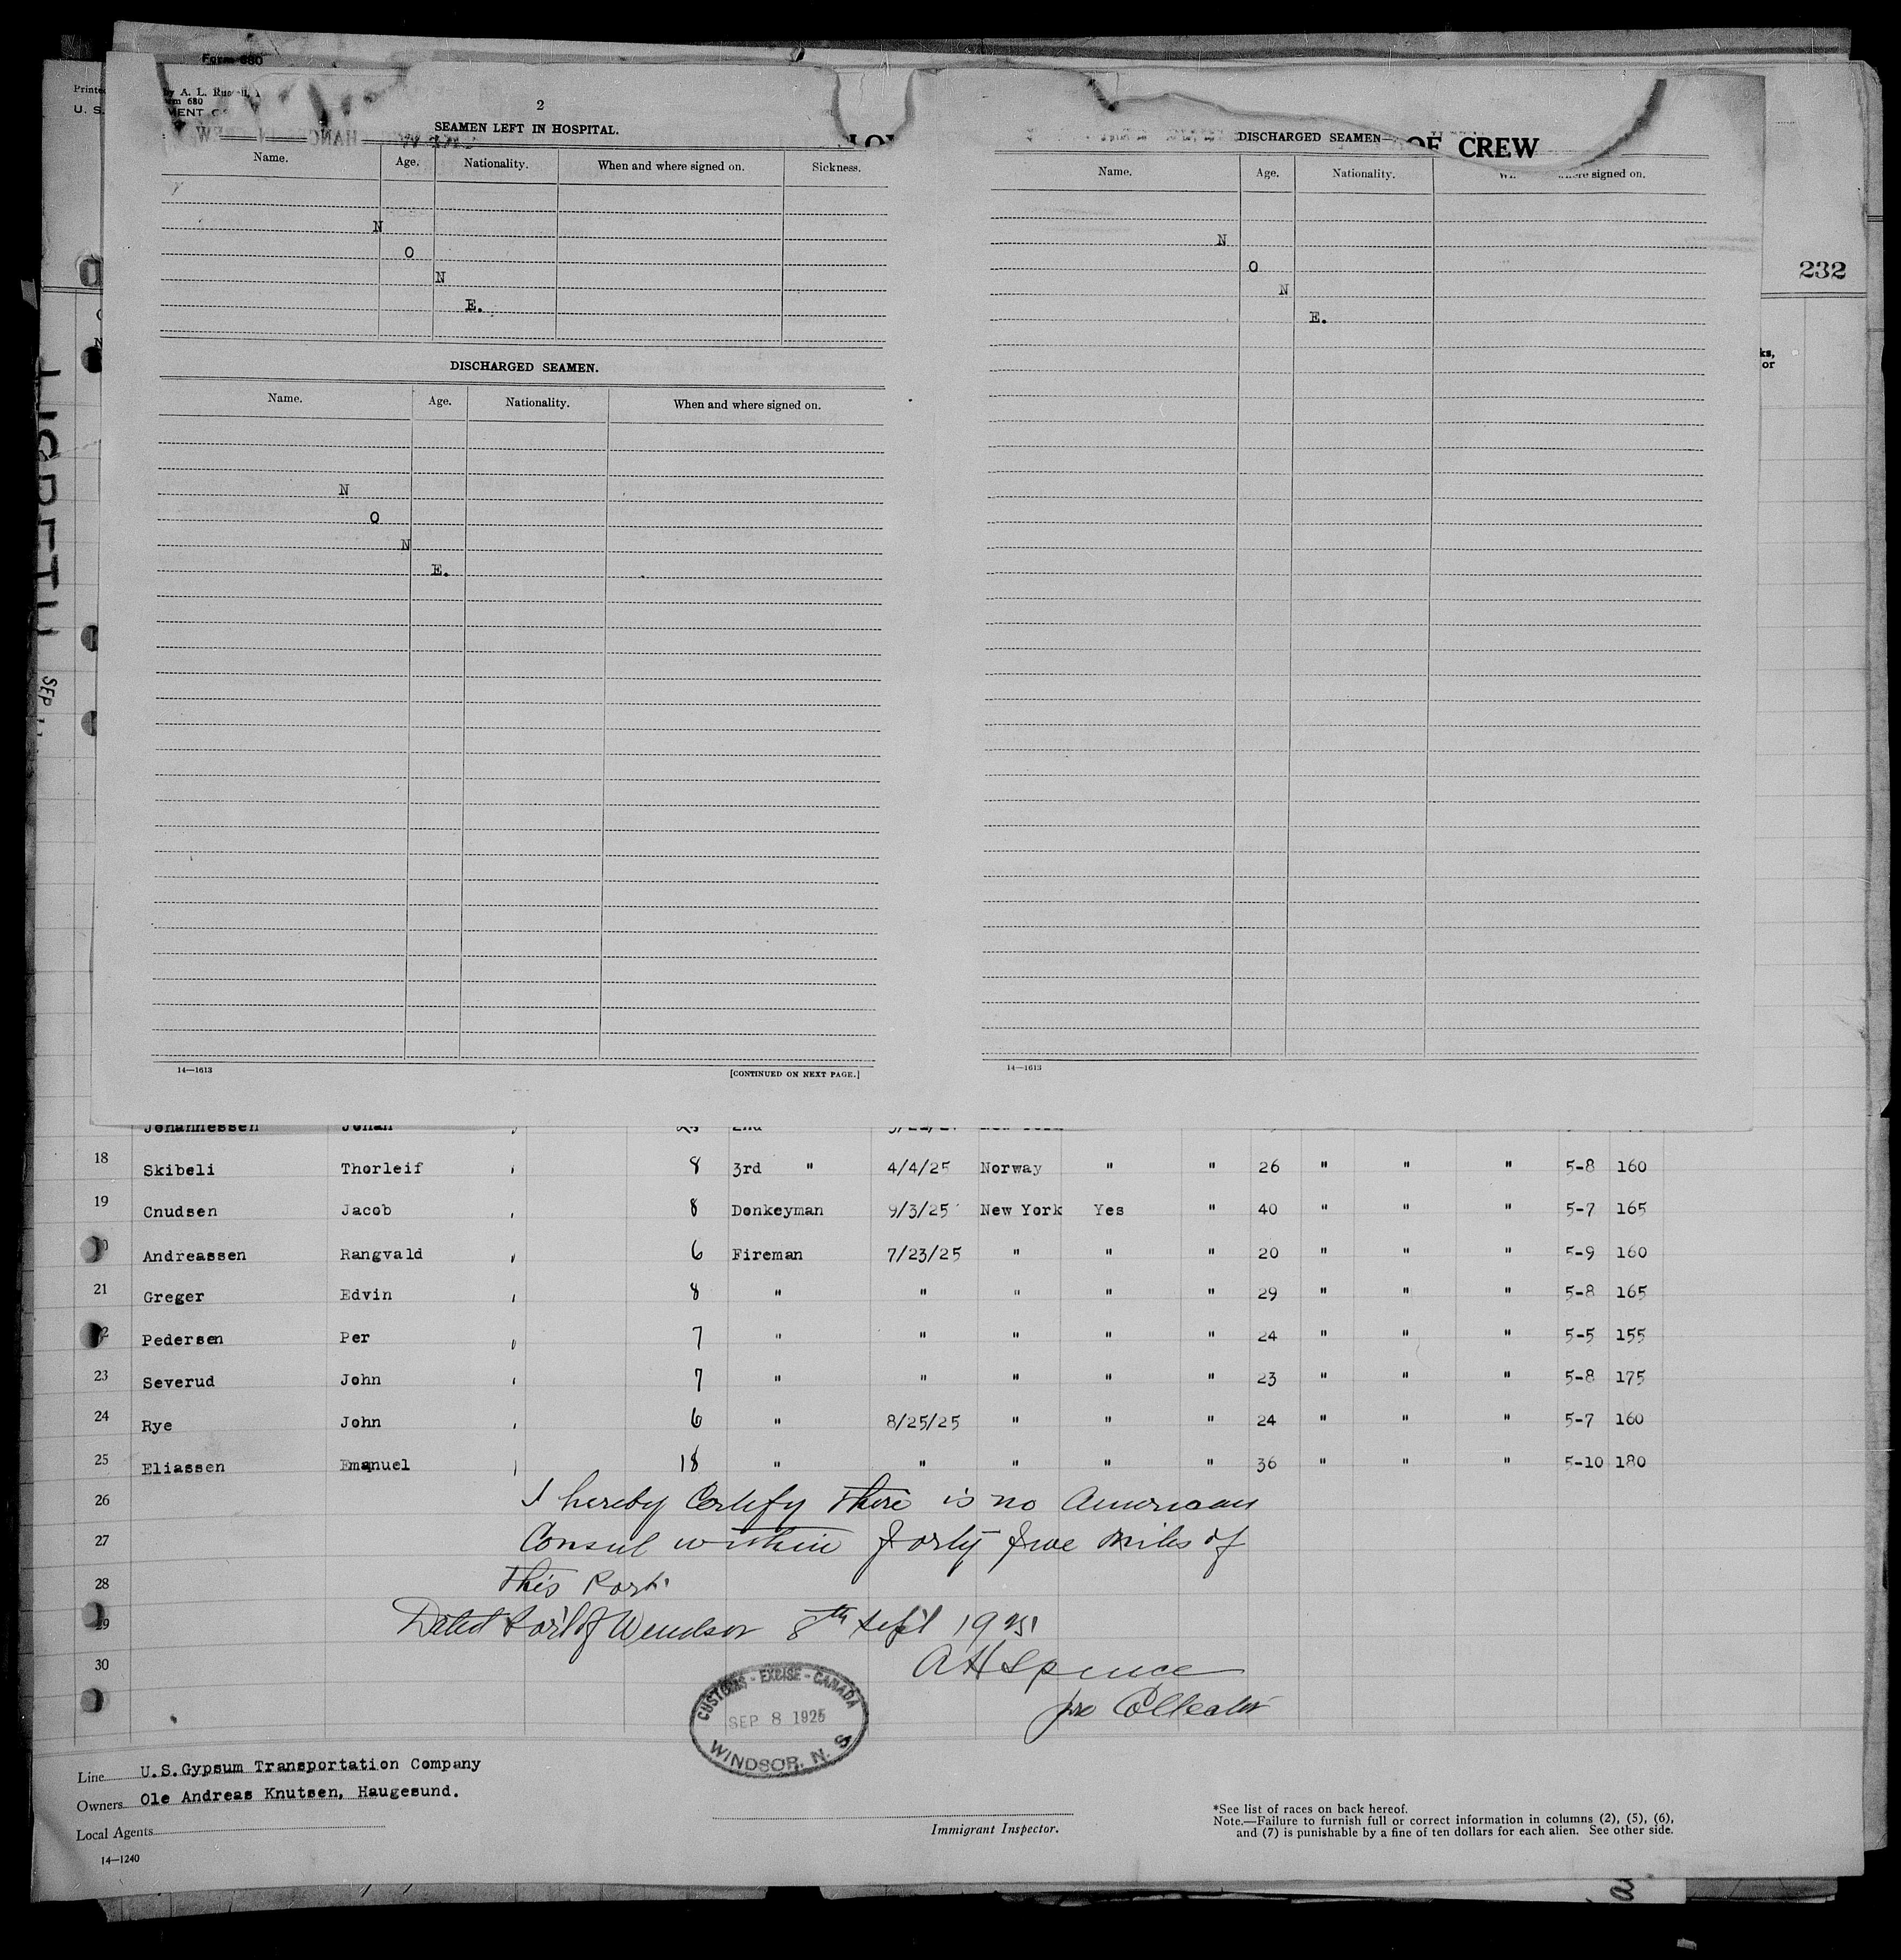 Form 680
2
SEAMEN LEFT IN HOSPITAL.
Name. Age. Nationality. When and where signed on. Sickness.
N
O
N
E.
DISCHARGED SEAMEN.
Name. Age. Nationality. When and where signed on.
N
O
N
E.
14—1613 [CONTINUED ON NEXT PAGE.]
DISCHARGED SEAMEN—
OF CREW
Name. Age. Nationality. signed on.
N
O
N
E.
14—1613
232
Johannessen Johan 2nd
18 Skibeli Thorleif 8 3rd " 4/4/25 Norway " " 26 " " " 5-8 160
19 Cnudsen Jacob 8 Donkeyman 9/3/25 New York Yes " 40 " " " 5-7 165
Andreassen Rangvald 6 Fireman 7/23/25 " " " 20 " " " 5-9 160
21 Greger Edvin 8 " " " " " 29 " " " 5-8 165
Pedersen Per 7 " " " " " 24 " " " 5-5 155
23 Severud John 7 " " " " " 23 " " " 5-8 175
24 Rye John 6 " 8/25/25 " " " 24 " " " 5-7 160
25 Eliassen Emanuel 18 " " " " " 36 " " " 5-10 180
26 I hereby Certify there is no American
27 Consul within forty five miles of
28 this Port
Dated Port of Windsor 8th Sept 1925
30 A H Spence
pro Collector
CUSTOMS - EXCISE - CANADA
SEP 8 1925
WINDSOR, N. S
Line U.S.Gypsum Transportation Company
Owners Ole Andreas Knutsen, Haugesund.
Local Agents
14—1240
Immigrant Inspector.
*See list of races on back hereof.
Note.—Failure to furnish full or correct information in columns (2), (5), (6),
and (7) is punishable by a fine of ten dollars for each alien. See other side.